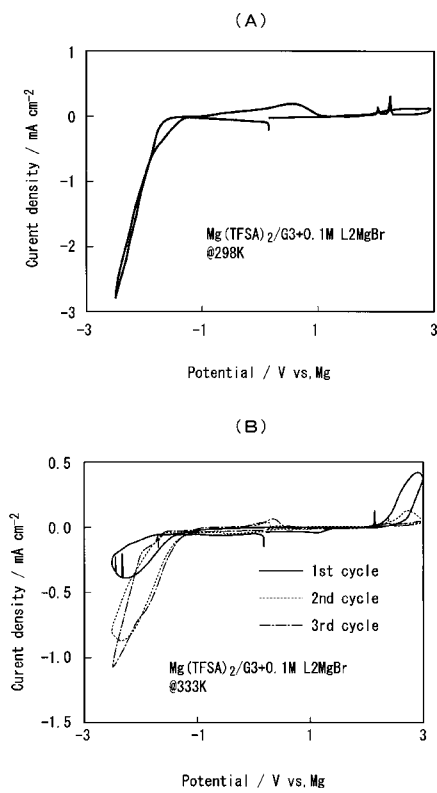 (A)
1
0
-1
-2
-3
Curent density / mA cm-2
Mg(TFSA)2/G3+0.1M L2MgBr
@298K
-3
-1
1
3
Potential / V vs,Mg
(B)
0.5
0.0
-0.5
-1.0
-1.5
Curent density / mA cm-2
1st cycle
2nd cycle
3rd cycle
Mg(TFSA)2/G3+0.1M L2MgBr
@333K
-3
-1
1
3
Potential / V vs,Mg